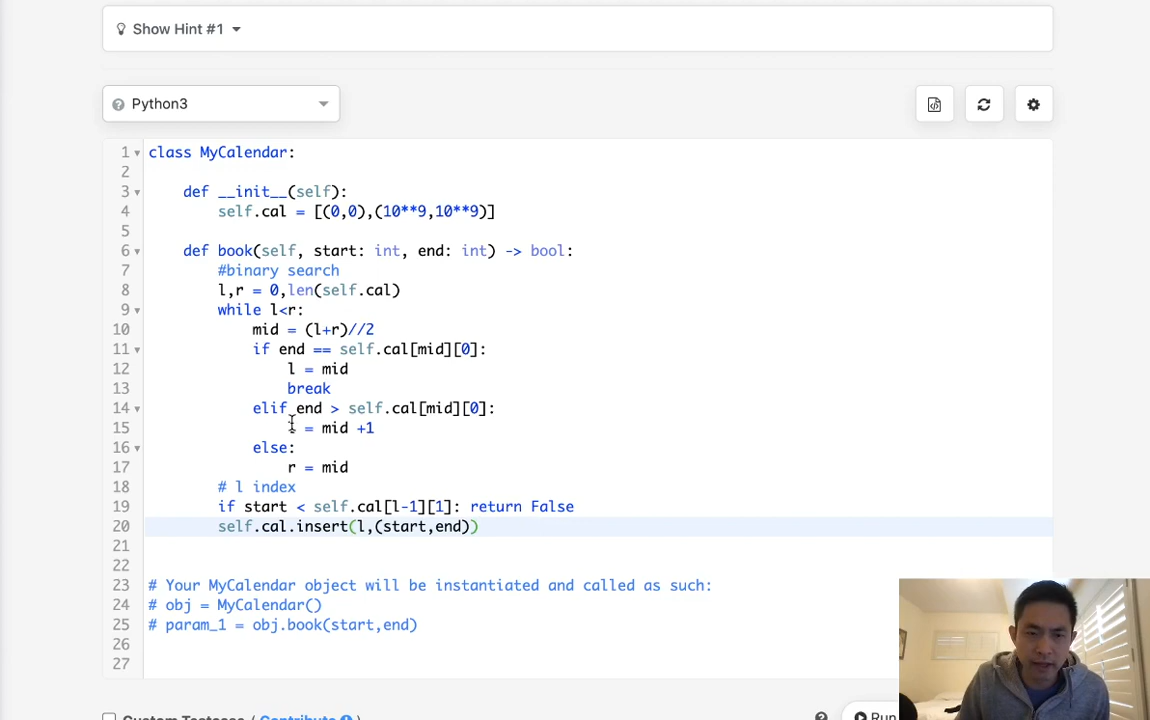 Show Hint #1
Python3
1 class MyCalendar:
2
3 def __init__(self):
4 self.cal = [(0,0),(10**9,10**9)]
5
6 def book(self, start: int, end: int) -> bool:
7 #binary search
8 l,r = 0,len(self.cal)
9 while l<r:
10 mid = (l+r)//2
11 if end == self.cal[mid][0]:
12 l = mid
13 break
14 elif end > self.cal[mid][0]:
15 = mid +1
16 else:
17 r = mid
18 # l index
19 if start < self.cal[l-1][1]: return False
20 self.cal.insert(l,(start,end))
21
22
23 # Your MyCalendar object will be instantiated and called as such:
24 # obj = MyCalendar()
25 # param_1 = obj.book(start,end)
26
27
Custom Testcase ( Contribute )
Run